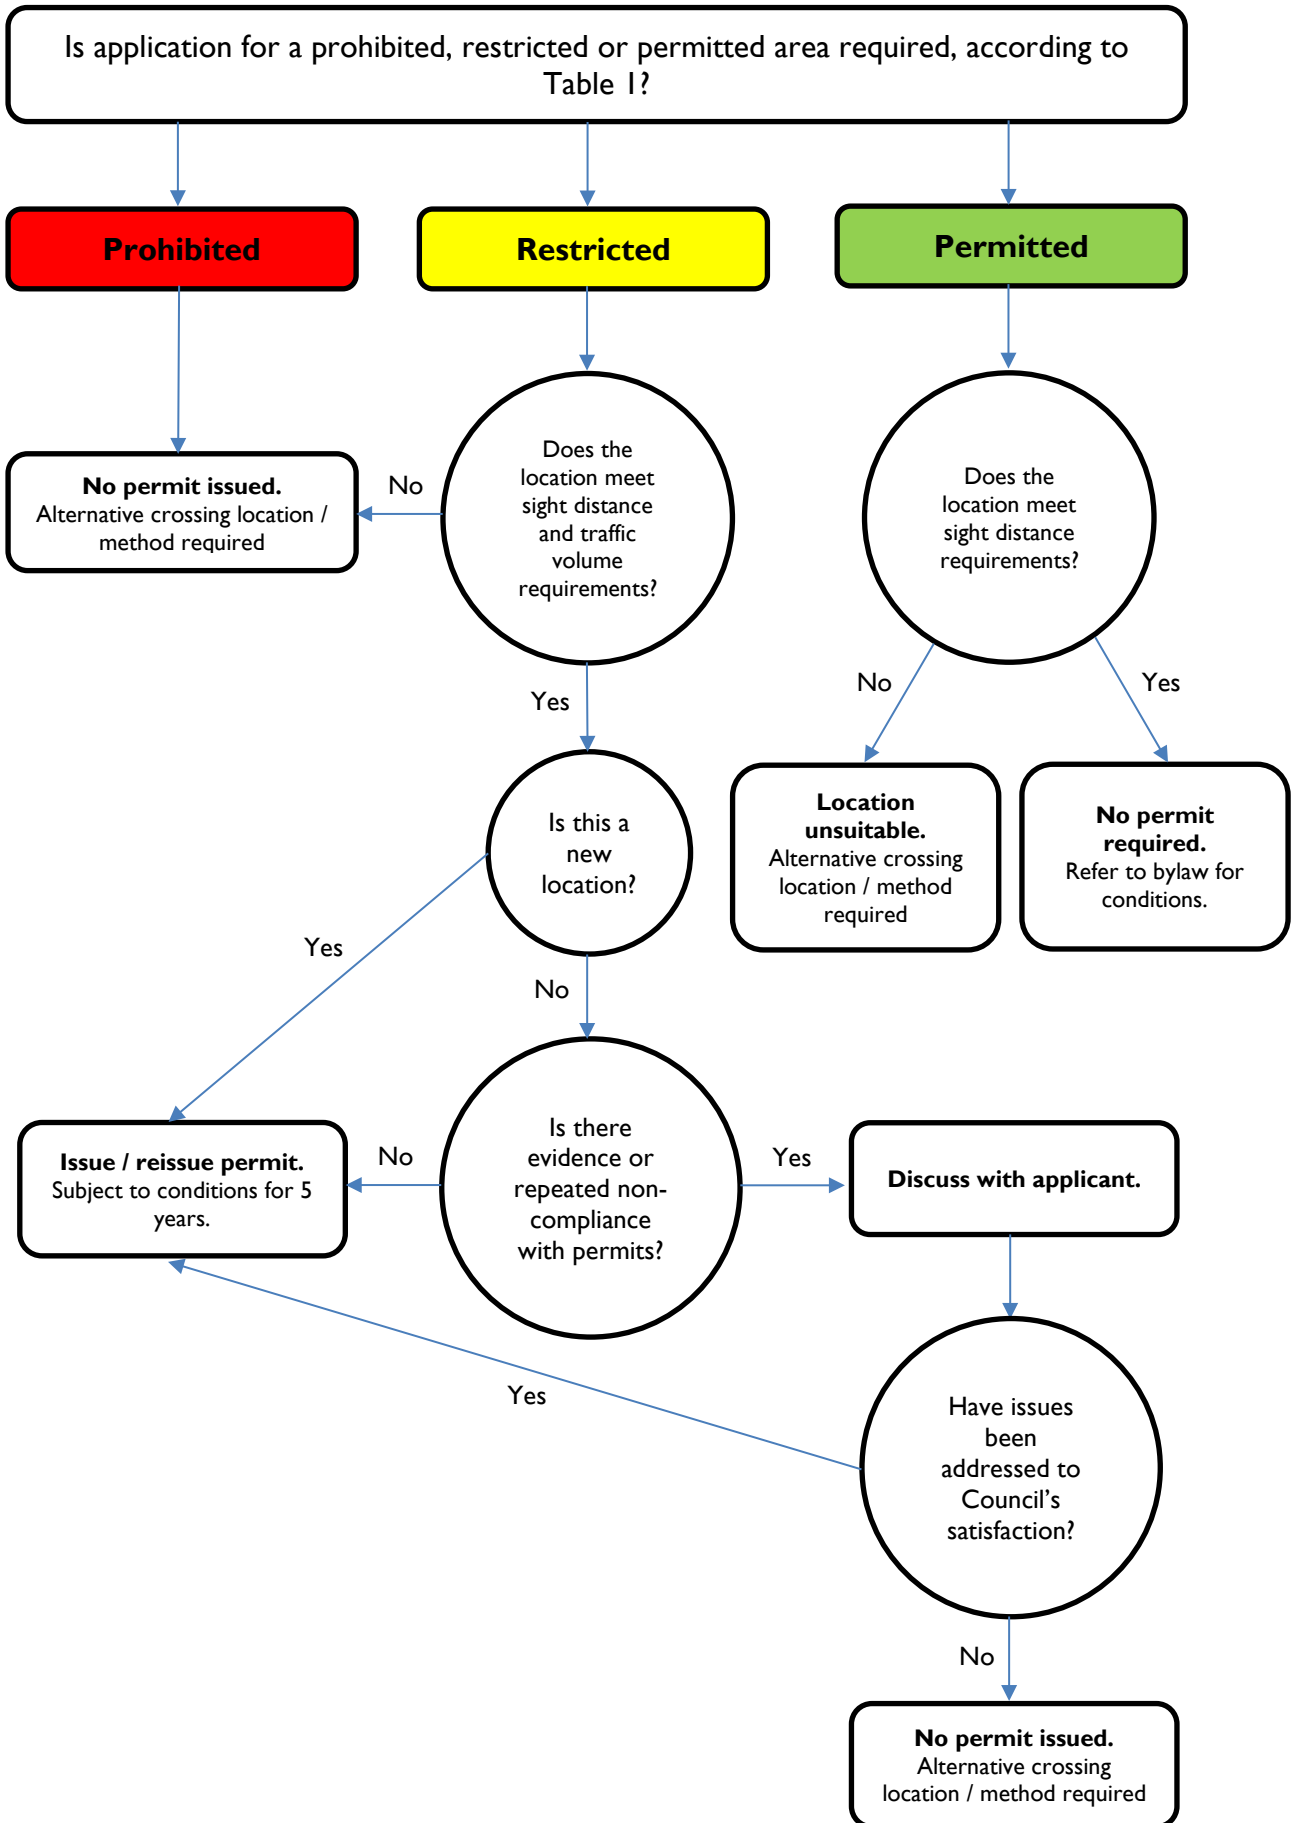 Is application for a prohibited, restricted or permitted area required, according to
Table 1?
Prohibited
Restricted
Permitted
No permit issued.
Alternative crossing location /
method required
No
Does the
location meet
sight distance
and traffic
volume
requirements?
Does the
location meet
sight distance
requirements?
Yes
No
Yes
Is this a
new
location?
Location
unsuitable.
Alternative crossing
location / method
required
No permit
required.
Refer to bylaw for
conditions.
Yes
No
Issue / reissue permit.
Subject to conditions for 5
years.
No
Is there
evidence or
repeated non-
compliance
with permits?
Yes
Discuss with applicant.
Yes
Have issues
been
addressed to
Council’s
satisfaction?
No
No permit issued.
Alternative crossing
location / method required